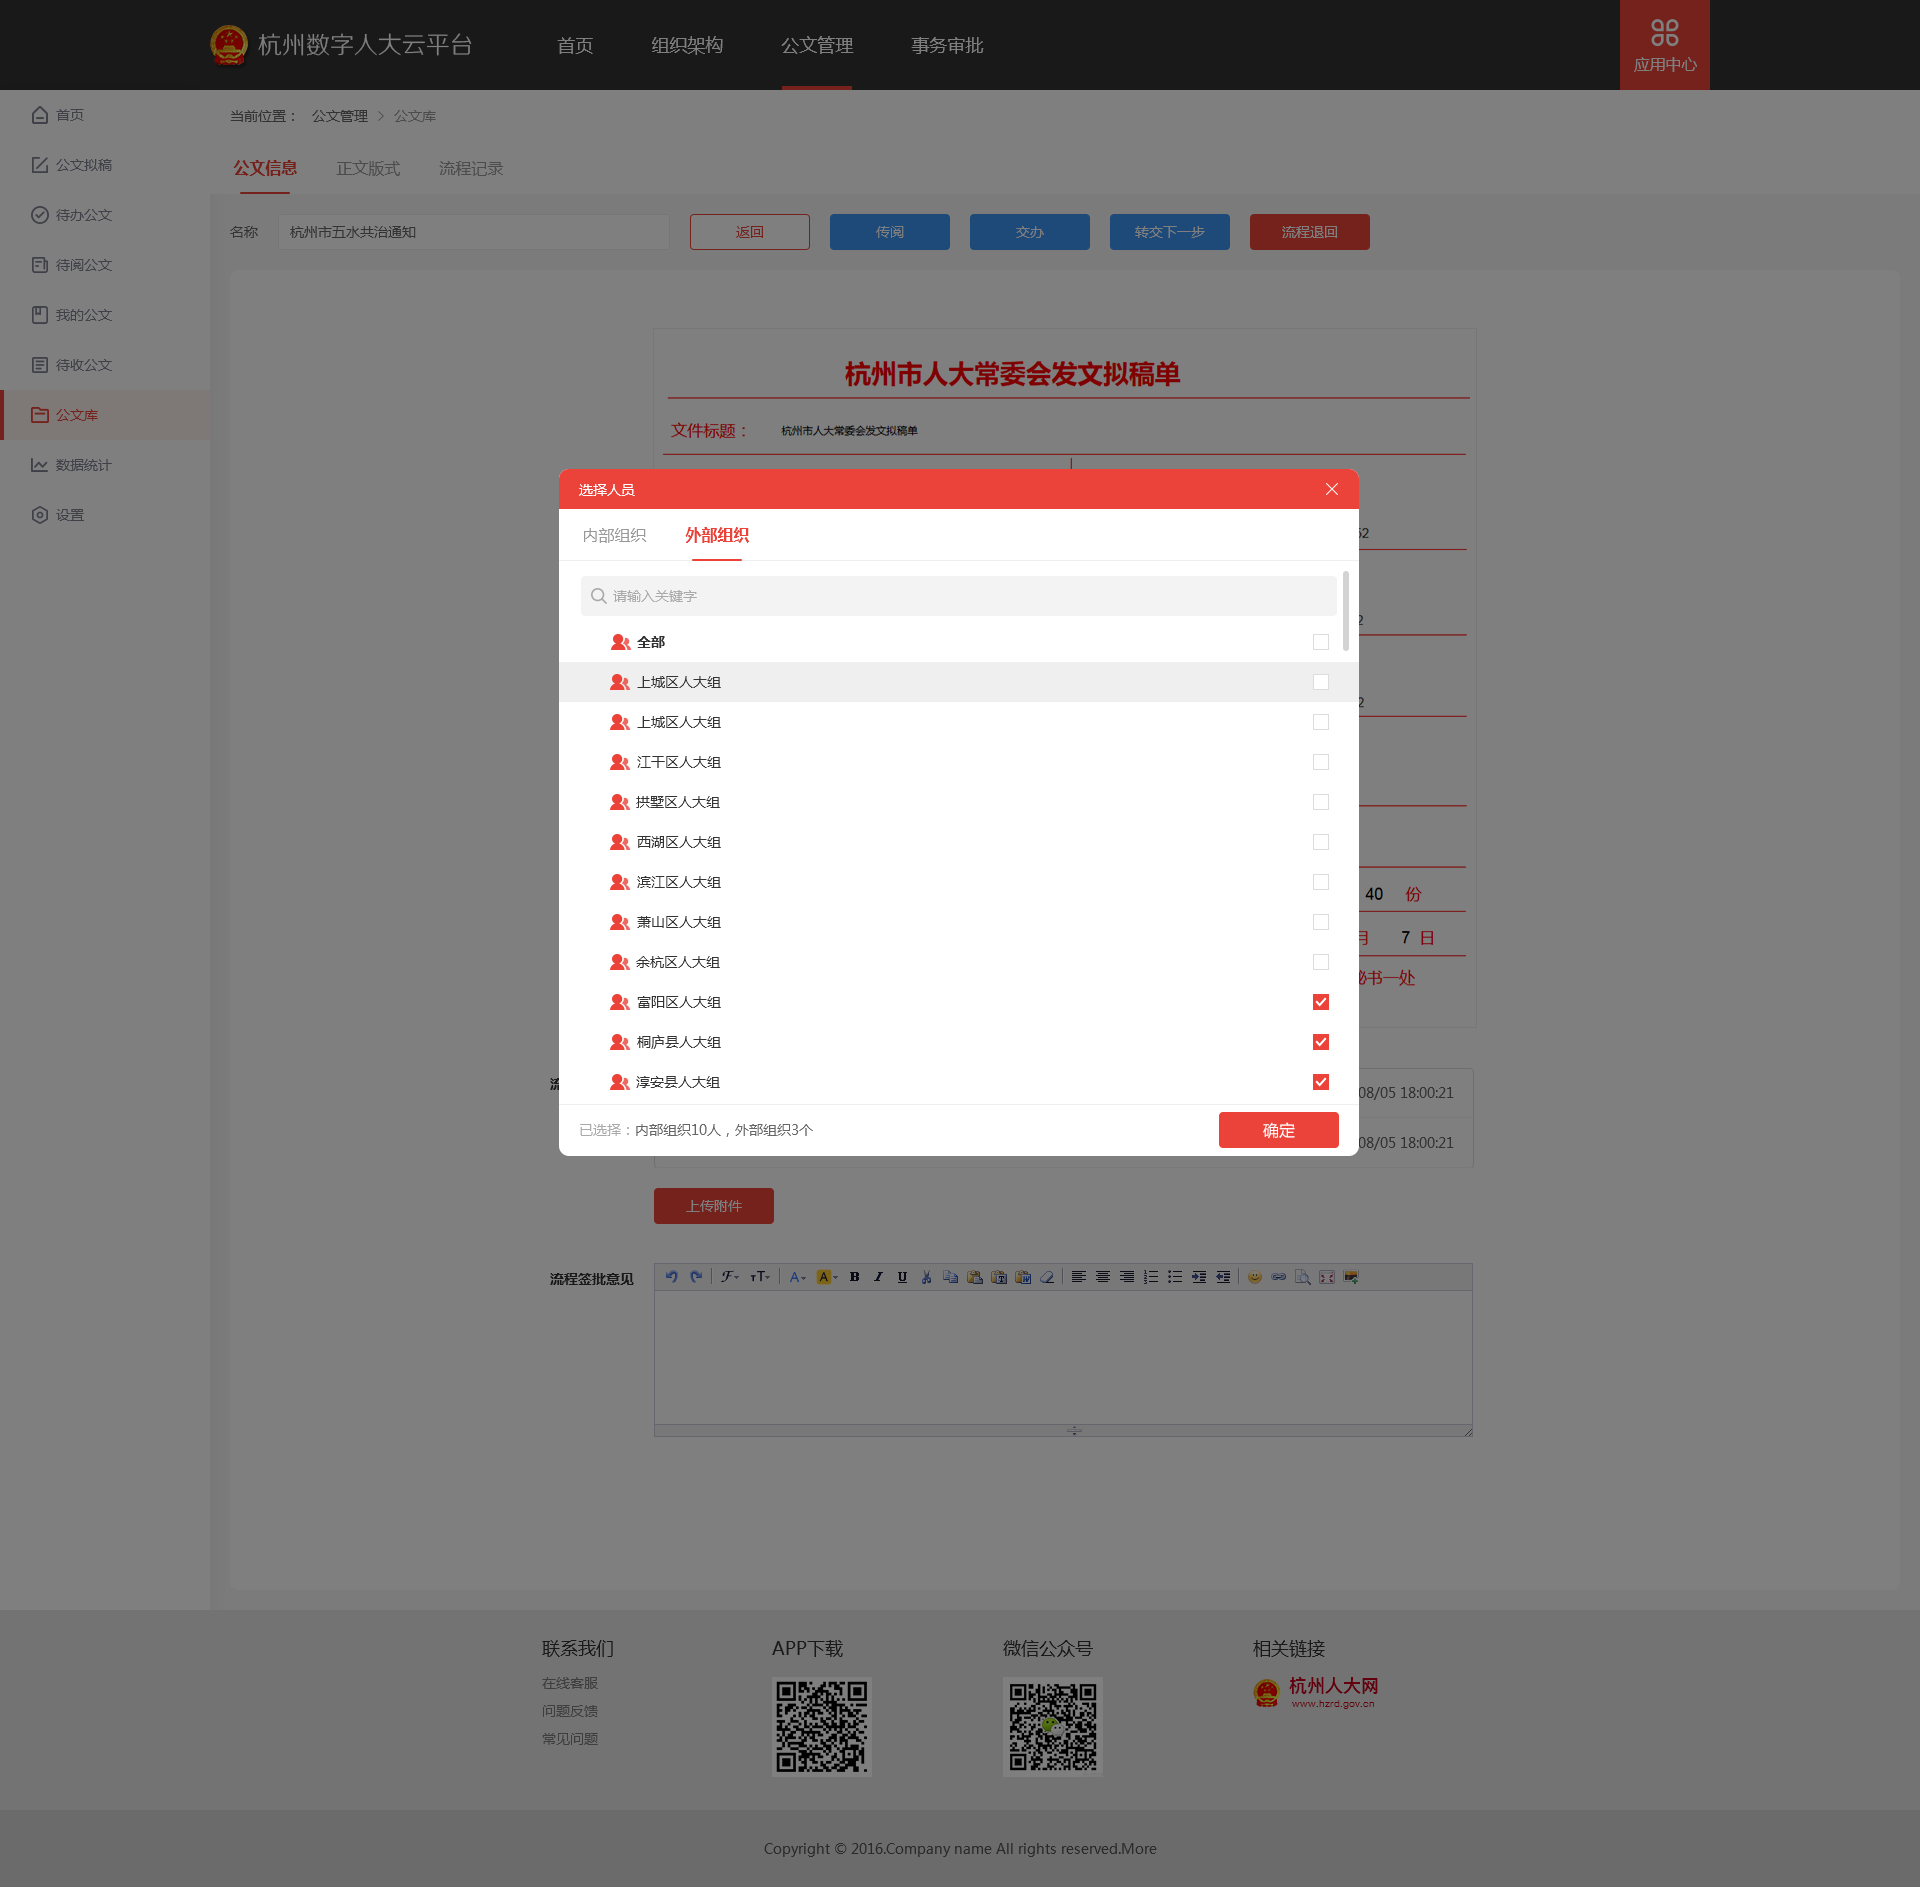 杭州数字人大云平台
首页
组织架构
公文管理
事务审批
应用中心
首页
公文拟稿
待办公文
待阅公文
我的公文
待收公文
公文库
数据统计
设置
当前位置： 公文管理 > 公文库
公文信息
正文版式
流程记录
名称
杭州市五水共治通知
返回
传阅
交办
转交下一步
流程退回
杭州市人大常委会发文拟稿单
文件标题： 杭州市人大常委会发文拟稿单
选择人员
内部组织
外部组织
请输入关键字
全部
上城区人大组
上城区人大组
江干区人大组
拱墅区人大组
西湖区人大组
滨江区人大组
萧山区人大组
余杭区人大组
富阳区人大组
桐庐县人大组
淳安县人大组
已选择：内部组织10人，外部组织3个
确定
2
2
40 份
月 7 日
书一处
08/05 18:00:21
08/05 18:00:21
上传附件
流程签批意见
联系我们
在线客服
问题反馈
常见问题
APP下载
微信公众号
相关链接
杭州人大网
www.hzrd.gov.cn
Copyright © 2016.Company name All rights reserved.More